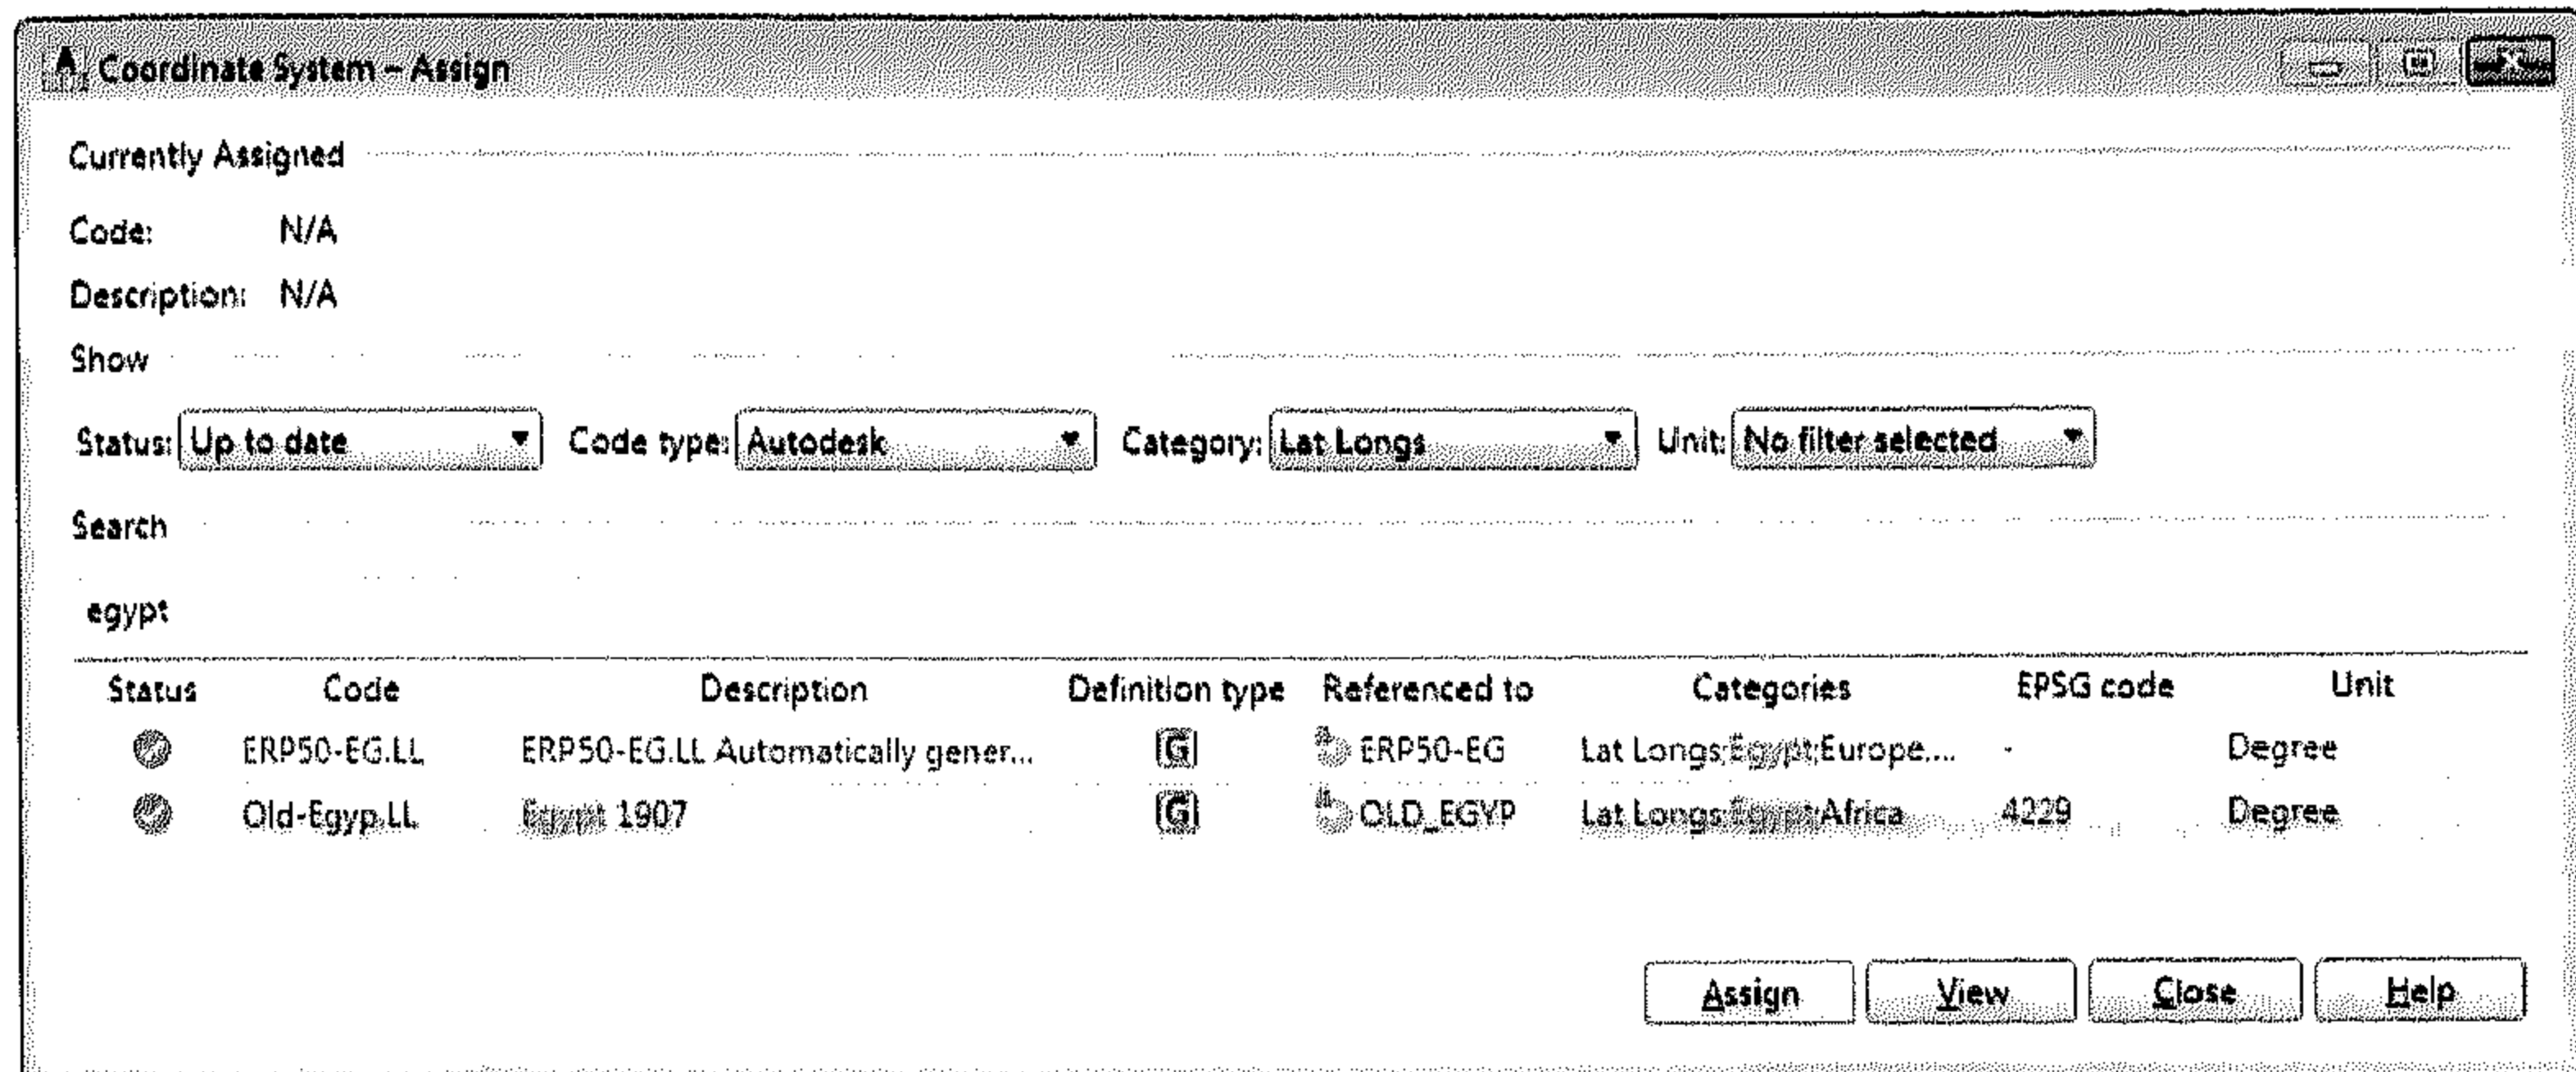 Coordinate System – Assign
Currently Assigned
Code: N/A
Description: N/A
Show
Status: Up to date Code type: Autodesk Category: Lat Longs Unit: No filter selected
Search
egypt
Status Code Description Definition type Referenced to Categories EPSG code Unit
ERP50-EG.LL ERP50-EG.LL Automatically gener... G ERP50-EG Lat Longs;Egypt;Europe,... - Degree
Old-Egyp.LL Egypt 1907 G OLD_EGYP Lat Longs;Egypt;Africa 4229 Degree
Assign View Close Help